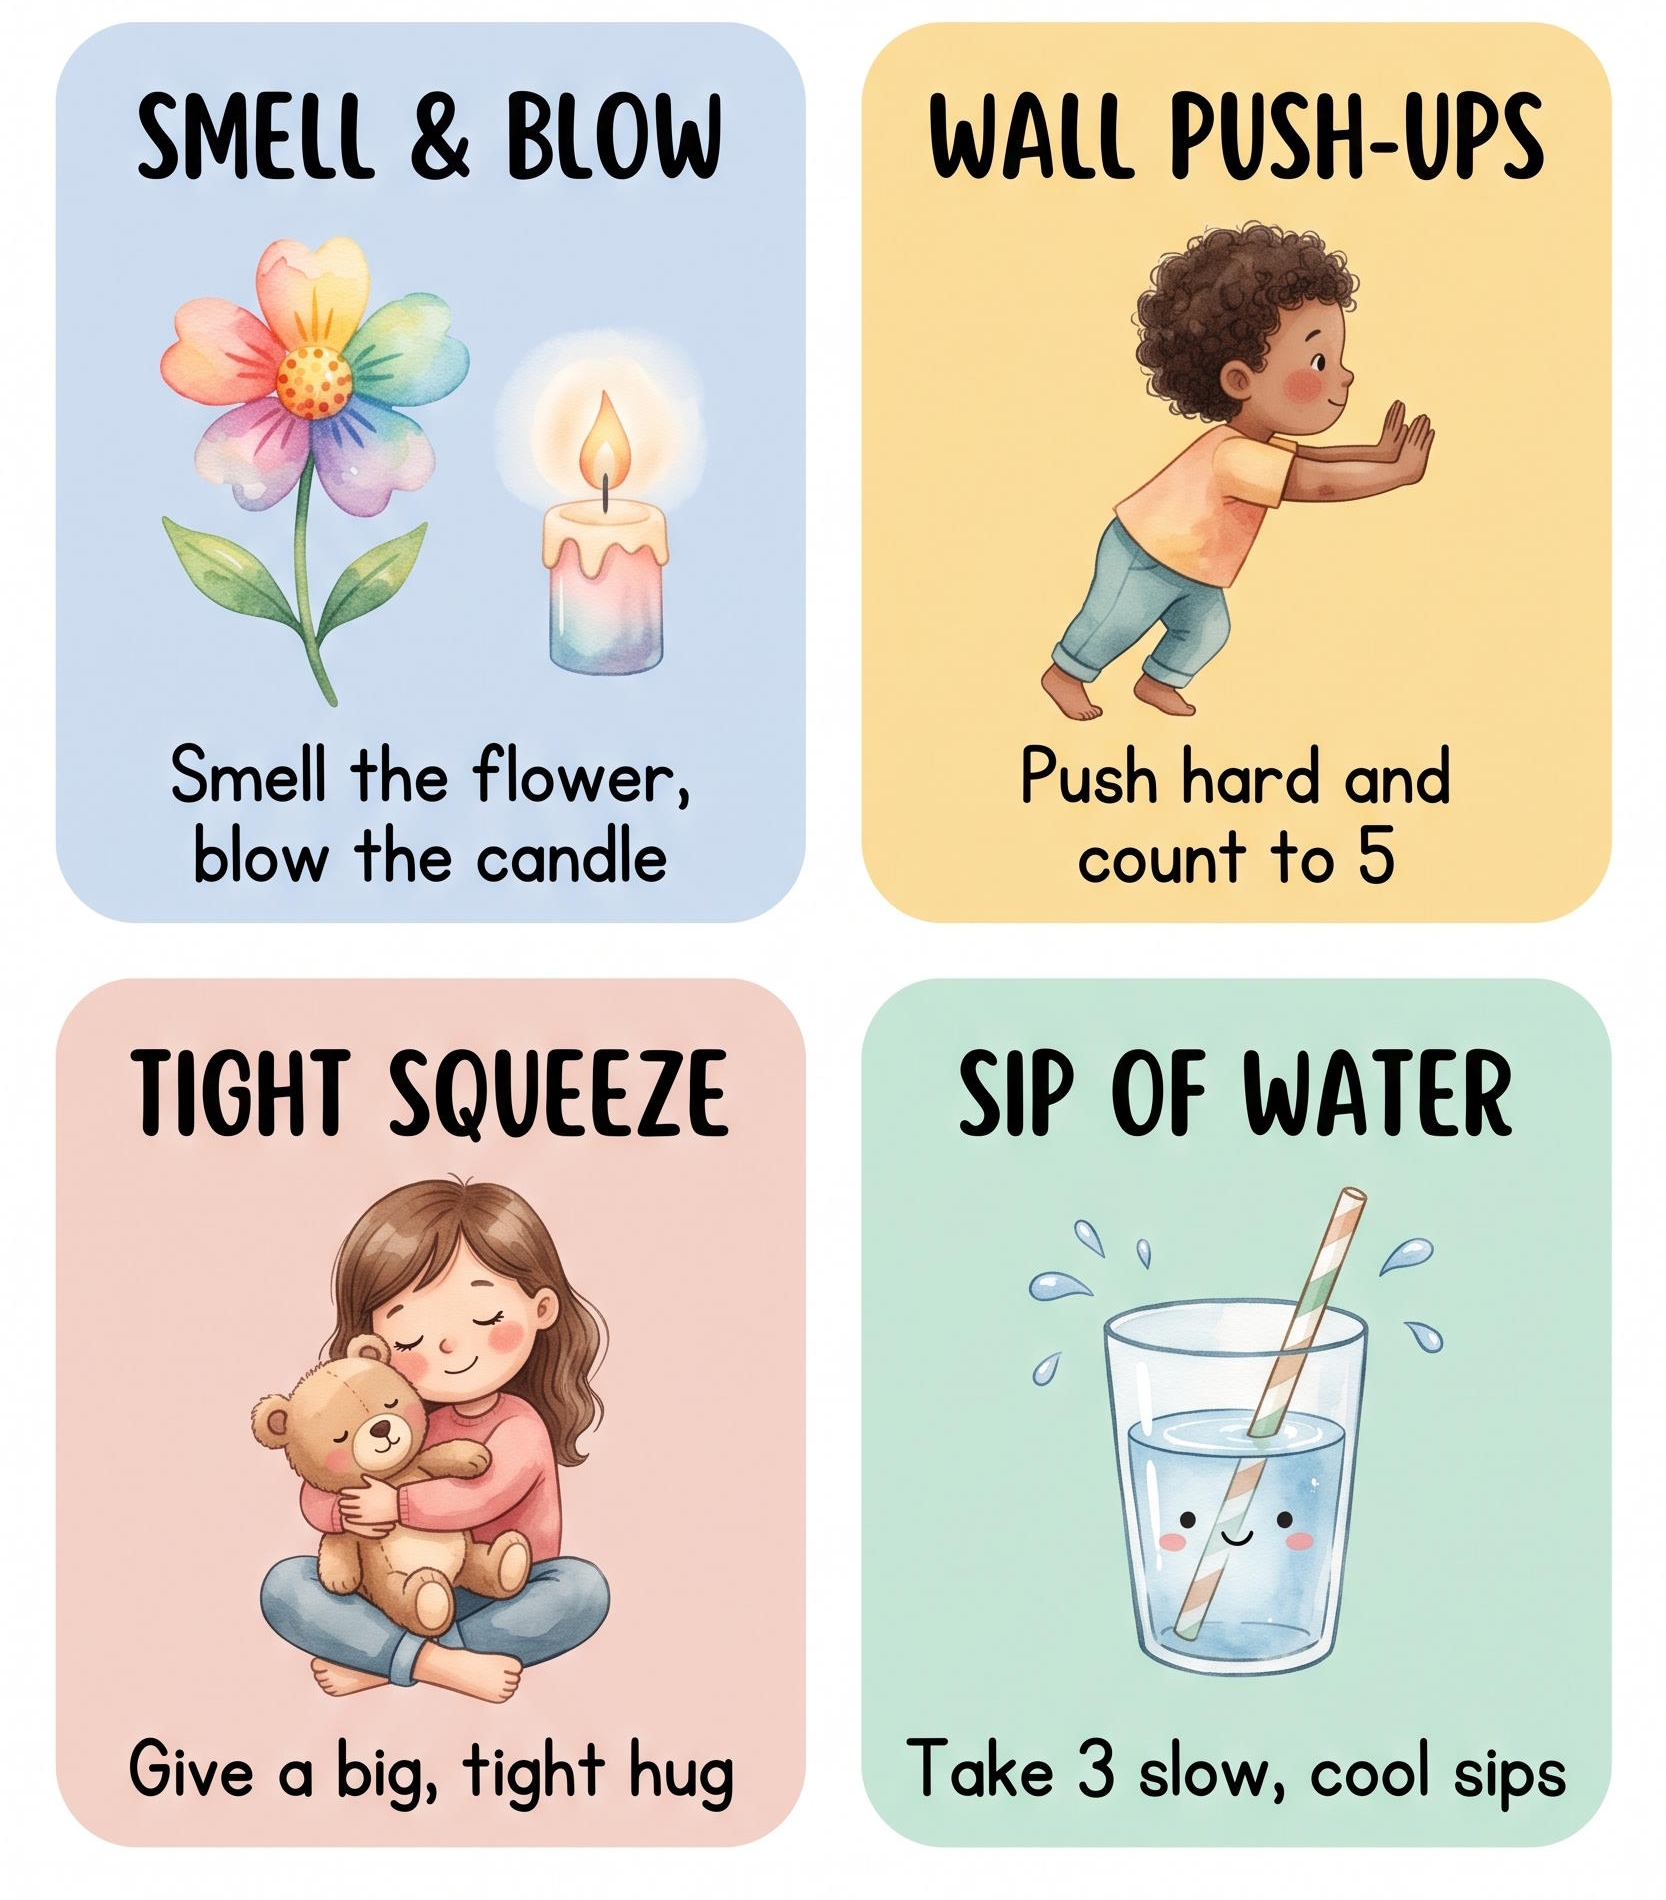 SMELL & BLOW
Smell the flower,
blow the candle
WALL PUSH-UPS
Push hard and
count to 5
TIGHT SQUEEZE
Give a big, tight hug
SIP OF WATER
Take 3 slow, cool sips